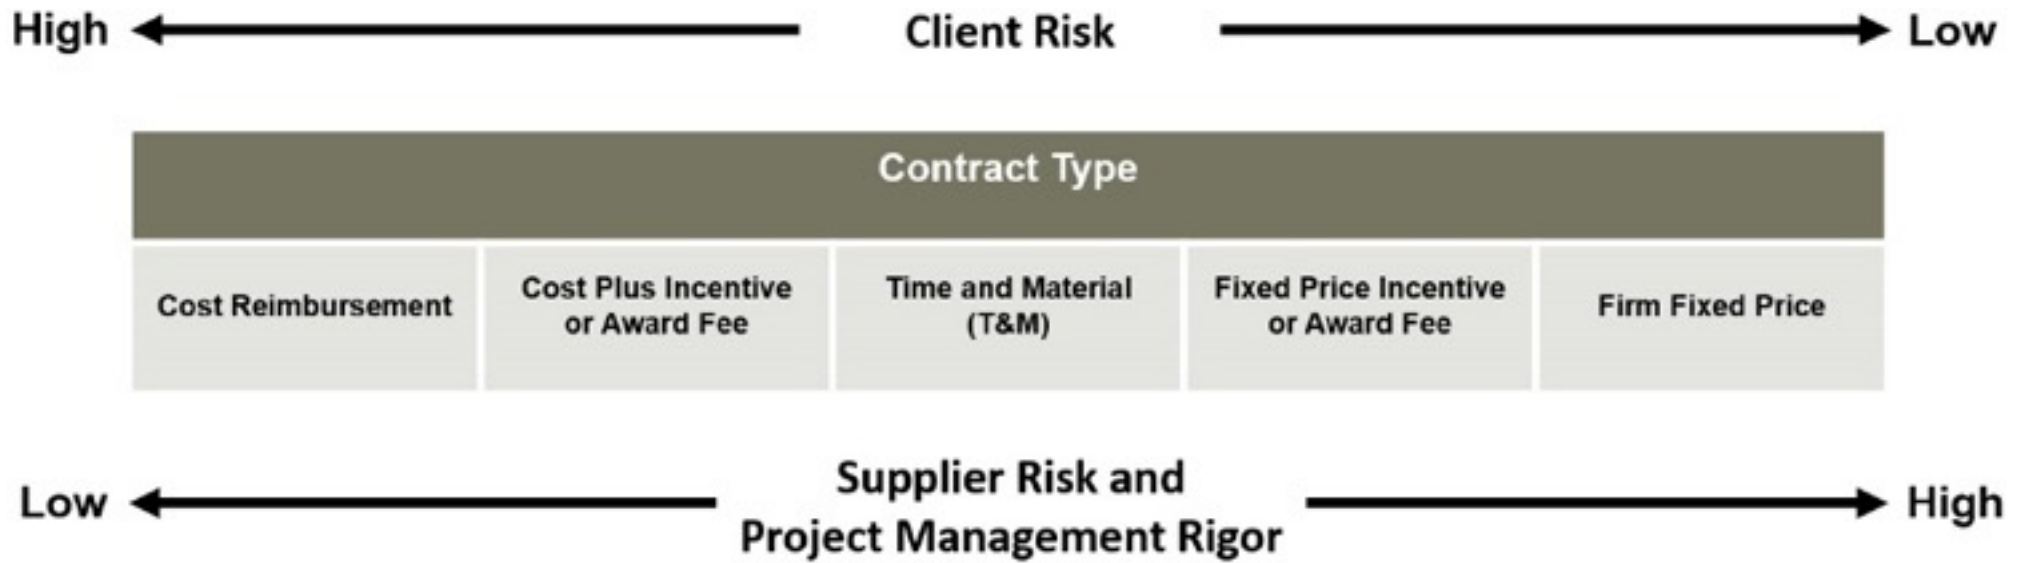 High Client Risk Low
Contract Type
Cost Reimbursement
Cost Plus Incentive
or Award Fee
Time and Material
(T&M)
Fixed Price Incentive
or Award Fee
Firm Fixed Price
Low Supplier Risk and High
Project Management Rigor